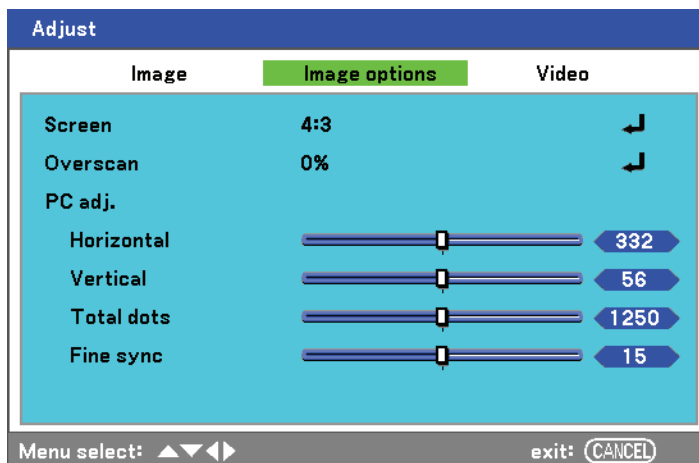 Adjust
Image Image options Video
Screen 4:3
Overscan 0%
PC adj.
Horizontal 332
Vertical 56
Total dots 1250
Fine sync 15
Menu select: ▲▼◀▶ exit: CANCEL